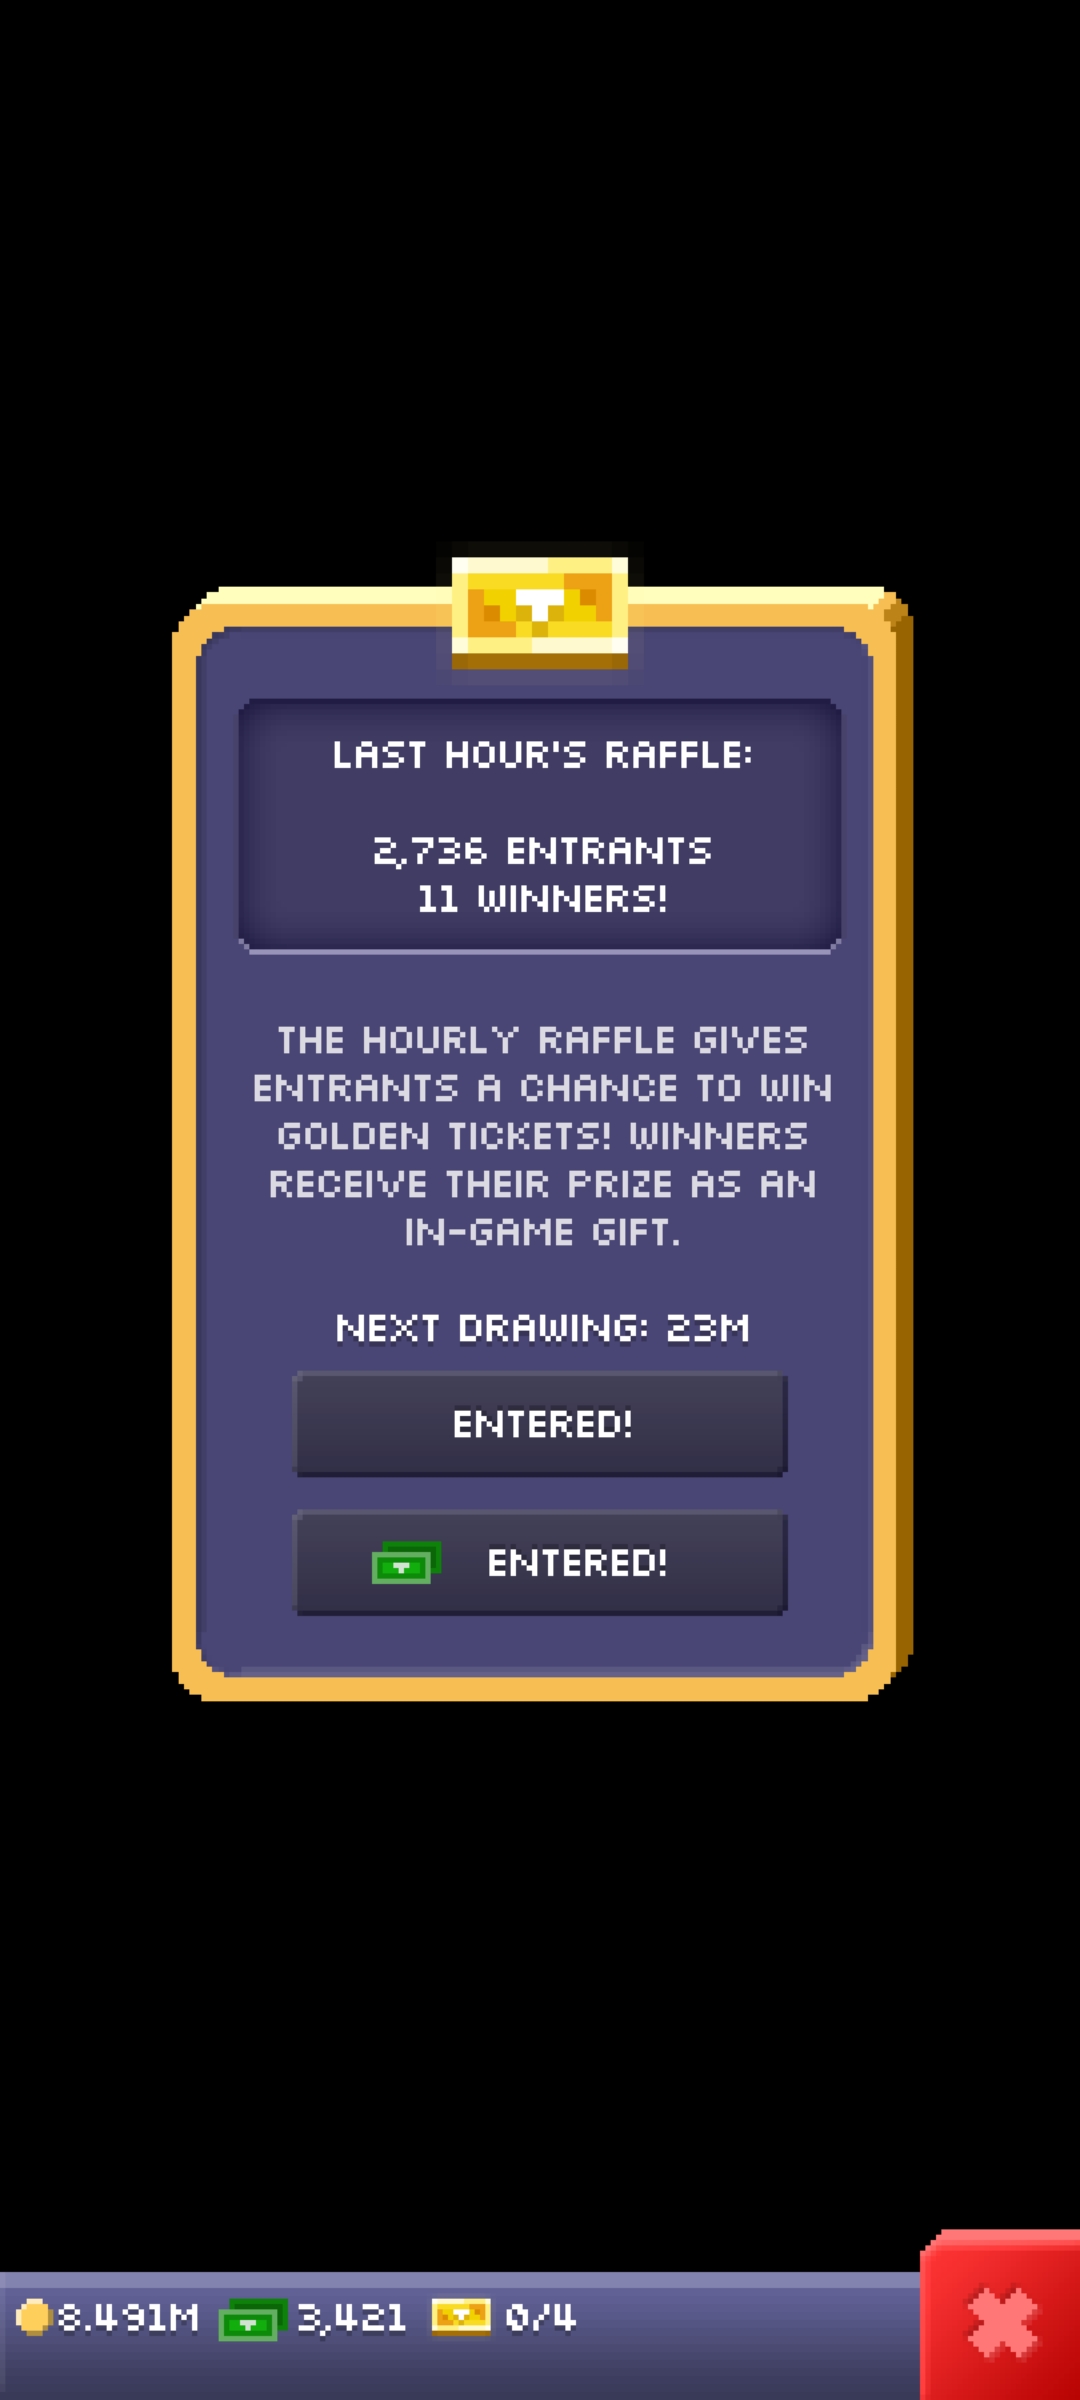 LAST HOUR'S RAFFLE:
2,736 ENTRANTS
11 WINNERS!
THE HOURLY RAFFLE GIVES
ENTRANTS A CHANCE TO WIN
GOLDEN TICKETS! WINNERS
RECEIVE THEIR PRIZE AS AN
IN-GAME GIFT.
NEXT DRAWING: 23M
ENTERED!
ENTERED!
8.491M 3,421 0/4